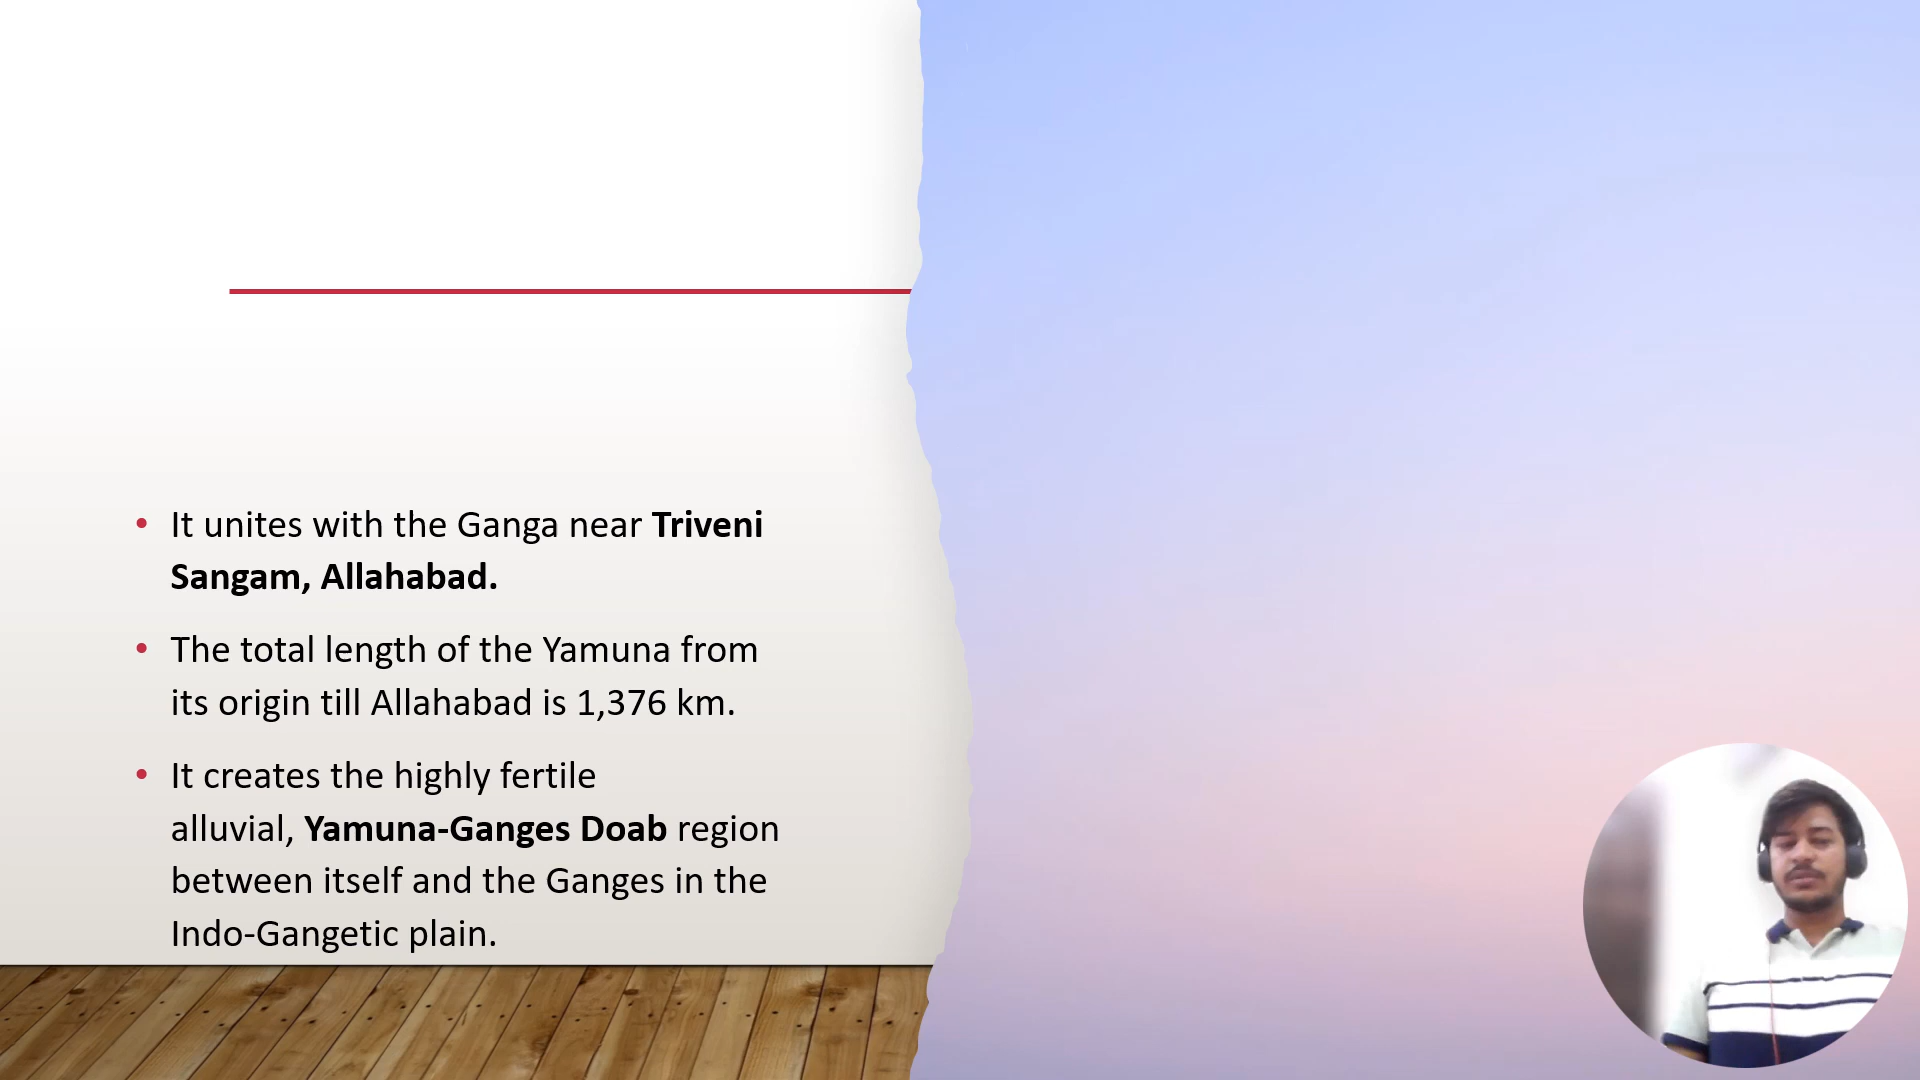 • It unites with the Ganga near Triveni
Sangam, Allahabad.
• The total length of the Yamuna from
its origin till Allahabad is 1,376 km.
• It creates the highly fertile
alluvial, Yamuna-Ganges Doab region
between itself and the Ganges in the
Indo-Gangetic plain.